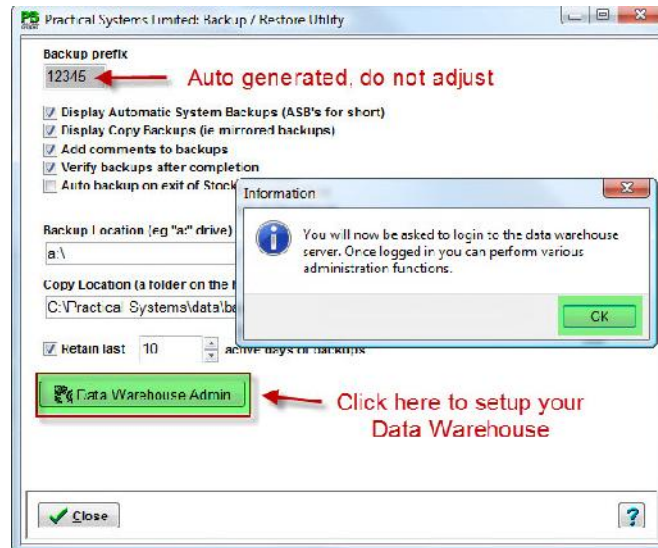 Practical Systems Limited: Backup / Restore Utility
Backup prefix
12345
Auto generated, do not adjust
Display Automatic System Backups (ASB's for short)
Display Copy Backups (ie mirrored backups)
Add comments to backups
Verify backups after completion
Auto backup on exit of Stock
Information
You will now be asked to login to the data warehouse
server. Once logged in you can perform various
administration functions.
OK
Backup Location (eg "a:" drive)
a:\
Copy Location (a folder on the
C:\Practical Systems\data\ba
Retain last 10 active days of backups
Data Warehouse Admin
Click here to setup your
Data Warehouse
Close
?